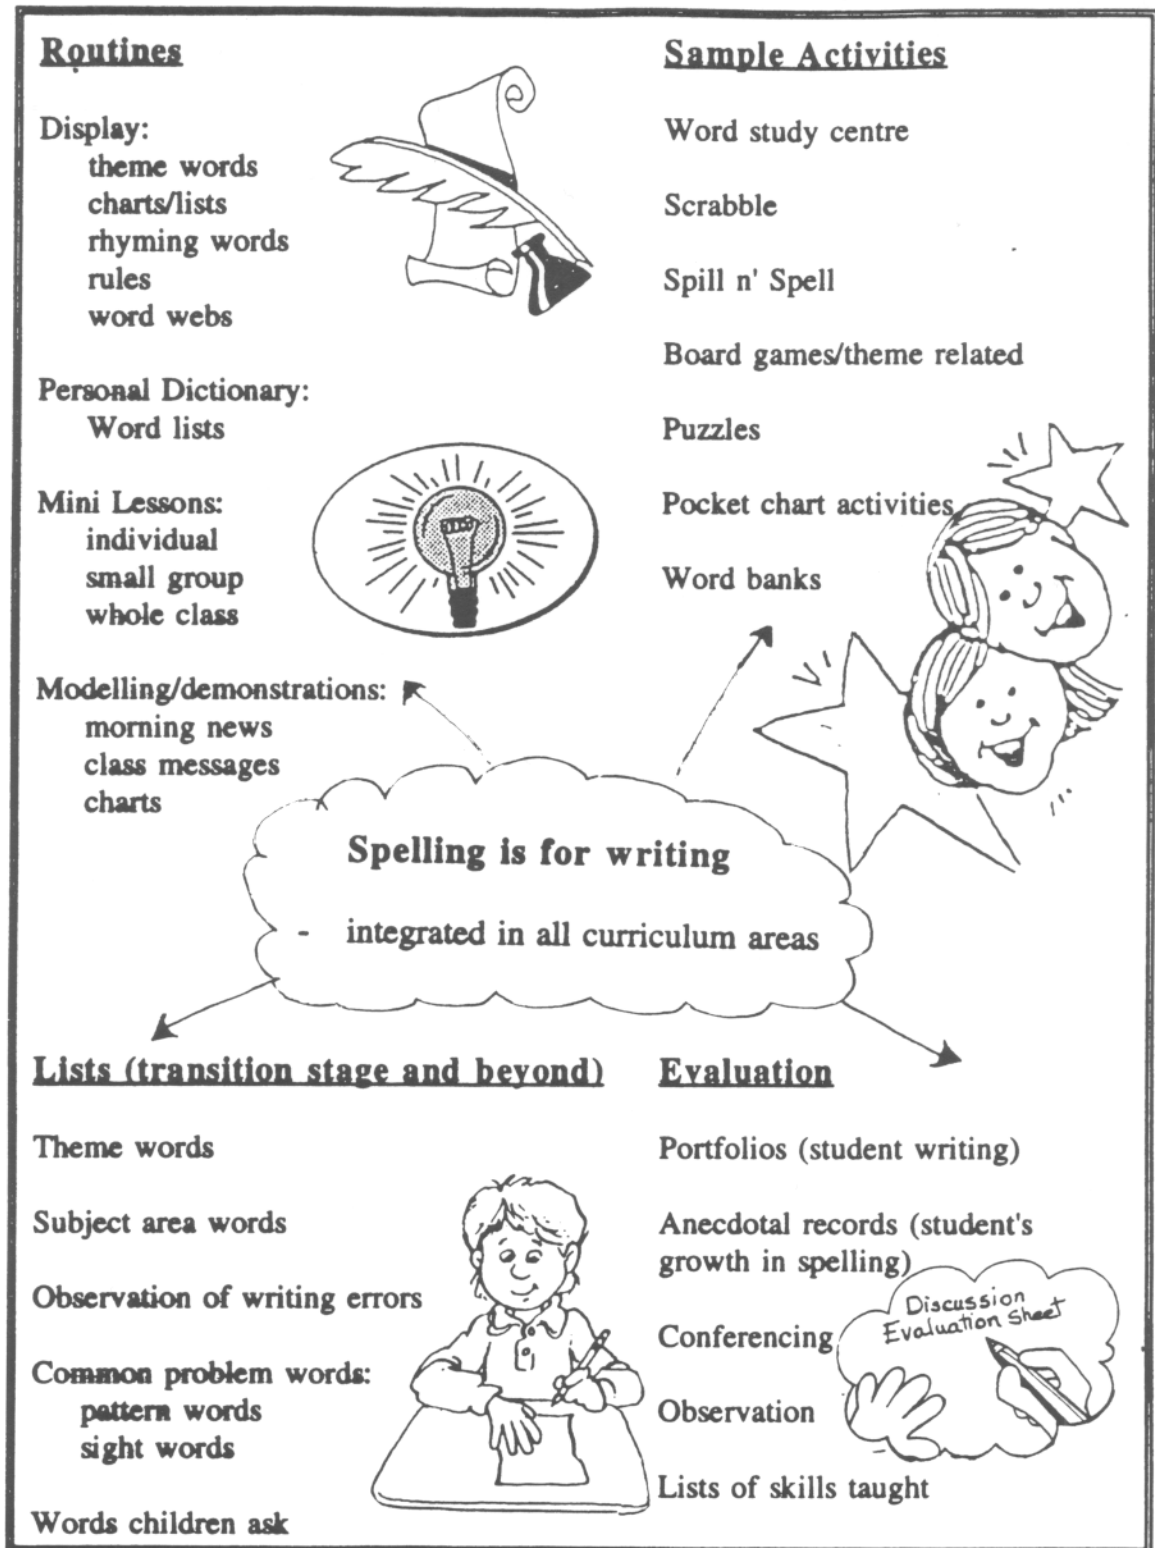 Routines
Display:
theme words
charts/lists
rhyming words
rules
word webs
Personal Dictionary:
Word lists
Mini Lessons:
individual
small group
whole class
Modelling/demonstrations:
morning news
class messages
charts
Sample Activities
Word study centre
Scrabble
Spill n' Spell
Board games/theme related
Puzzles
Pocket chart activities
Word banks
Spelling is for writing
- integrated in all curriculum areas
Lists (transition stage and beyond)
Theme words
Subject area words
Observation of writing errors
Common problem words:
pattern words
sight words
Words children ask
Evaluation
Portfolios (student writing)
Anecdotal records (student's
growth in spelling)
Conferencing
Observation
Lists of skills taught
Discussion
Evaluation Sheet